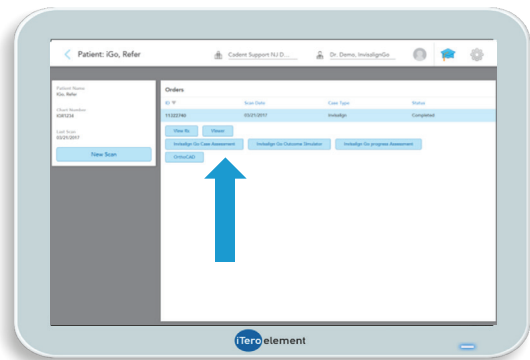 Patient: iGo, Refer
Cadent Support NJ D...
Dr. Demo, InvisalignGo
Patient Name
iGo, Refer
Chart Number
Last Scan
03/21/2017
New Scan
Orders
ID Scan Date Case Type Status
11322740 03/21/2017 Invisalign Completed
View Rx Viewer
Invisalign Go Case Assessment Invisalign Go Outcome Simulator Invisalign Go progress Assessment
OrthoCAD
iTero element